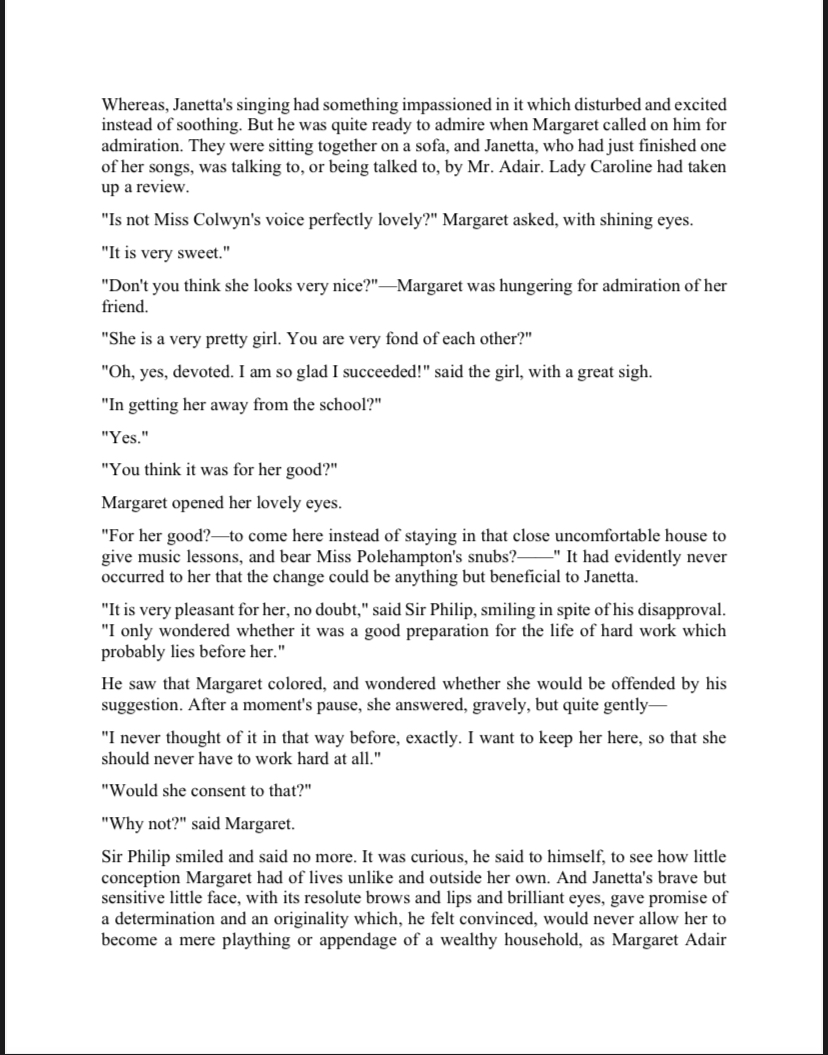 Whereas, Janetta's singing had something impassioned in it which disturbed and excited
instead of soothing. But he was quite ready to admire when Margaret called on him for
admiration. They were sitting together on a sofa, and Janetta, who had just finished one
of her songs, was talking to, or being talked to, by Mr. Adair. Lady Caroline had taken
up a review.
"Is not Miss Colwyn's voice perfectly lovely?" Margaret asked, with shining eyes.
"It is very sweet."
"Don't you think she looks very nice?"—Margaret was hungering for admiration of her
friend.
"She is a very pretty girl. You are very fond of each other?"
"Oh, yes, devoted. I am so glad I succeeded!" said the girl, with a great sigh.
"In getting her away from the school?"
"Yes."
"You think it was for her good?"
Margaret opened her lovely eyes.
"For her good?—to come here instead of staying in that close uncomfortable house to
give music lessons, and bear Miss Polehampton's snubs?——" It had evidently never
occurred to her that the change could be anything but beneficial to Janetta.
"It is very pleasant for her, no doubt," said Sir Philip, smiling in spite of his disapproval.
"I only wondered whether it was a good preparation for the life of hard work which
probably lies before her."
He saw that Margaret colored, and wondered whether she would be offended by his
suggestion. After a moment's pause, she answered, gravely, but quite gently—
"I never thought of it in that way before, exactly. I want to keep her here, so that she
should never have to work hard at all."
"Would she consent to that?"
"Why not?" said Margaret.
Sir Philip smiled and said no more. It was curious, he said to himself, to see how little
conception Margaret had of lives unlike and outside her own. And Janetta's brave but
sensitive little face, with its resolute brows and lips and brilliant eyes, gave promise of
a determination and an originality which, he felt convinced, would never allow her to
become a mere plaything or appendage of a wealthy household, as Margaret Adair